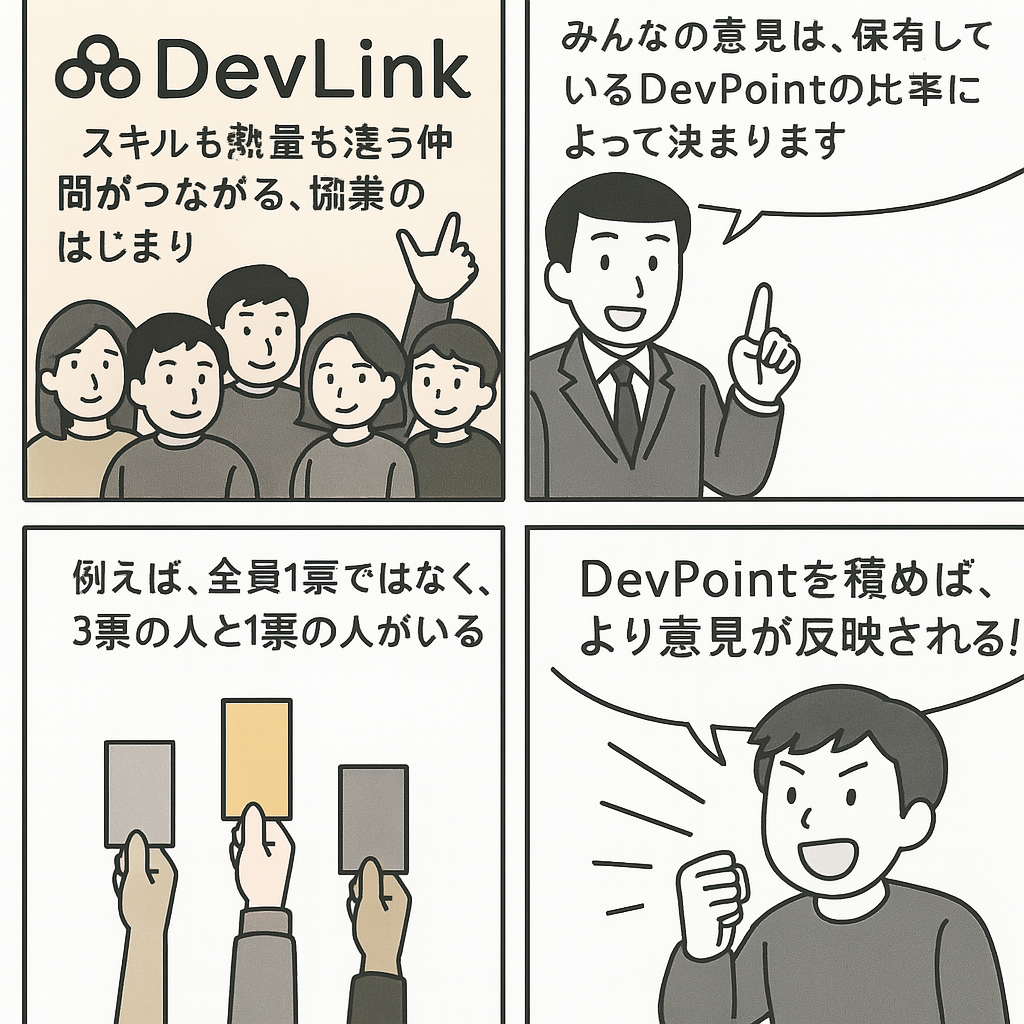 DevLink
スキルも熱量も違う仲
間がつながる、協業の
はじまり
みんなの意見は、保有して
いるDevPointの比率に
よって決まります
例えば、全員1票ではなく、
3票の人と1票の人がいる
DevPointを積めば、
より意見が反映される!